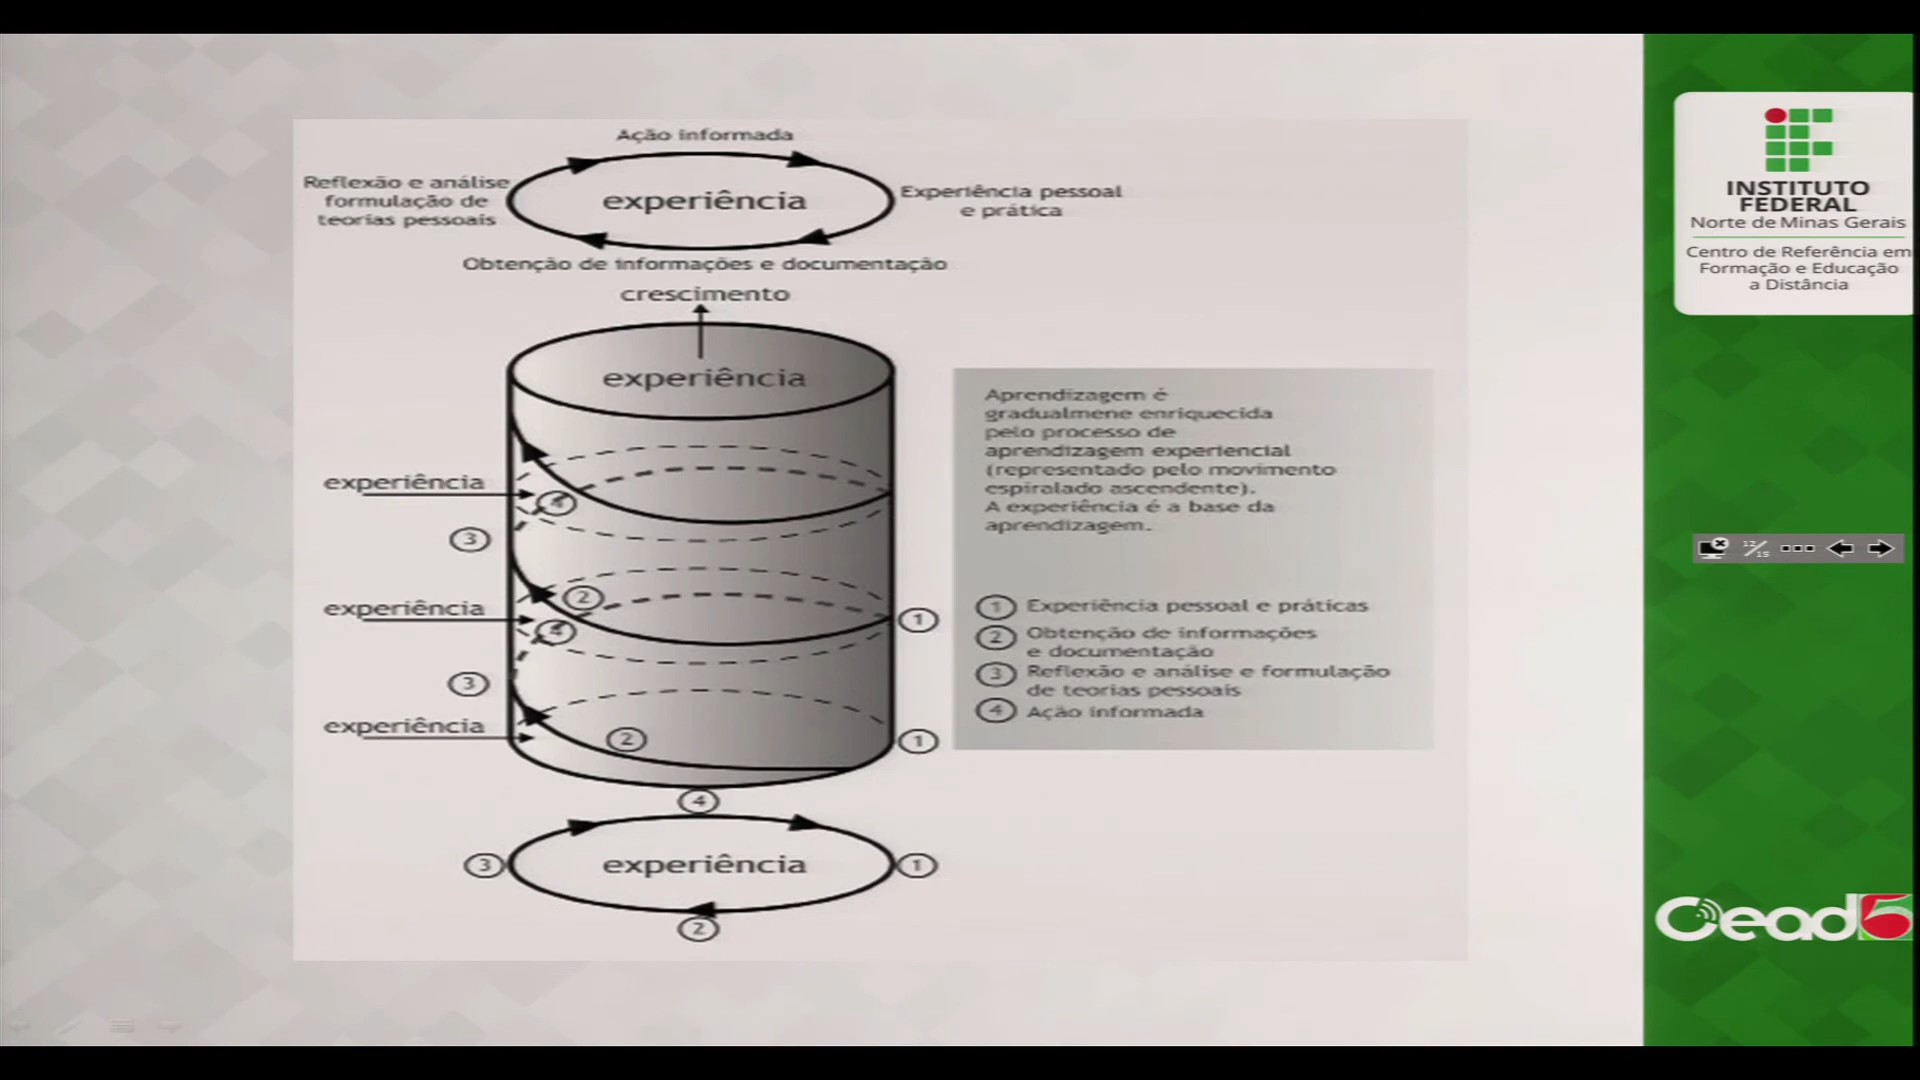 Ação informada
Reflexão e análise
formulação de
teorias pessoais
experiência
Experiência pessoal
e prática
Obtenção de informações e documentação
crescimento
experiência
experiência
4
3
experiência
2
4
1
3
experiência
2
1
4
3
experiência
1
2
Aprendizagem é
gradualmene enriquecida
pelo processo de
aprendizagem experiencial
(representado pelo movimento
espiralado ascendente).
A experiência é a base da
aprendizagem.
1 Experiência pessoal e práticas
2 Obtenção de informações
e documentação
3 Reflexão e análise e formulação
de teorias pessoais
4 Ação informada
INSTITUTO
FEDERAL
Norte de Minas Gerais
Centro de Referência em
Formação e Educação
a Distância
12/15
Cead5